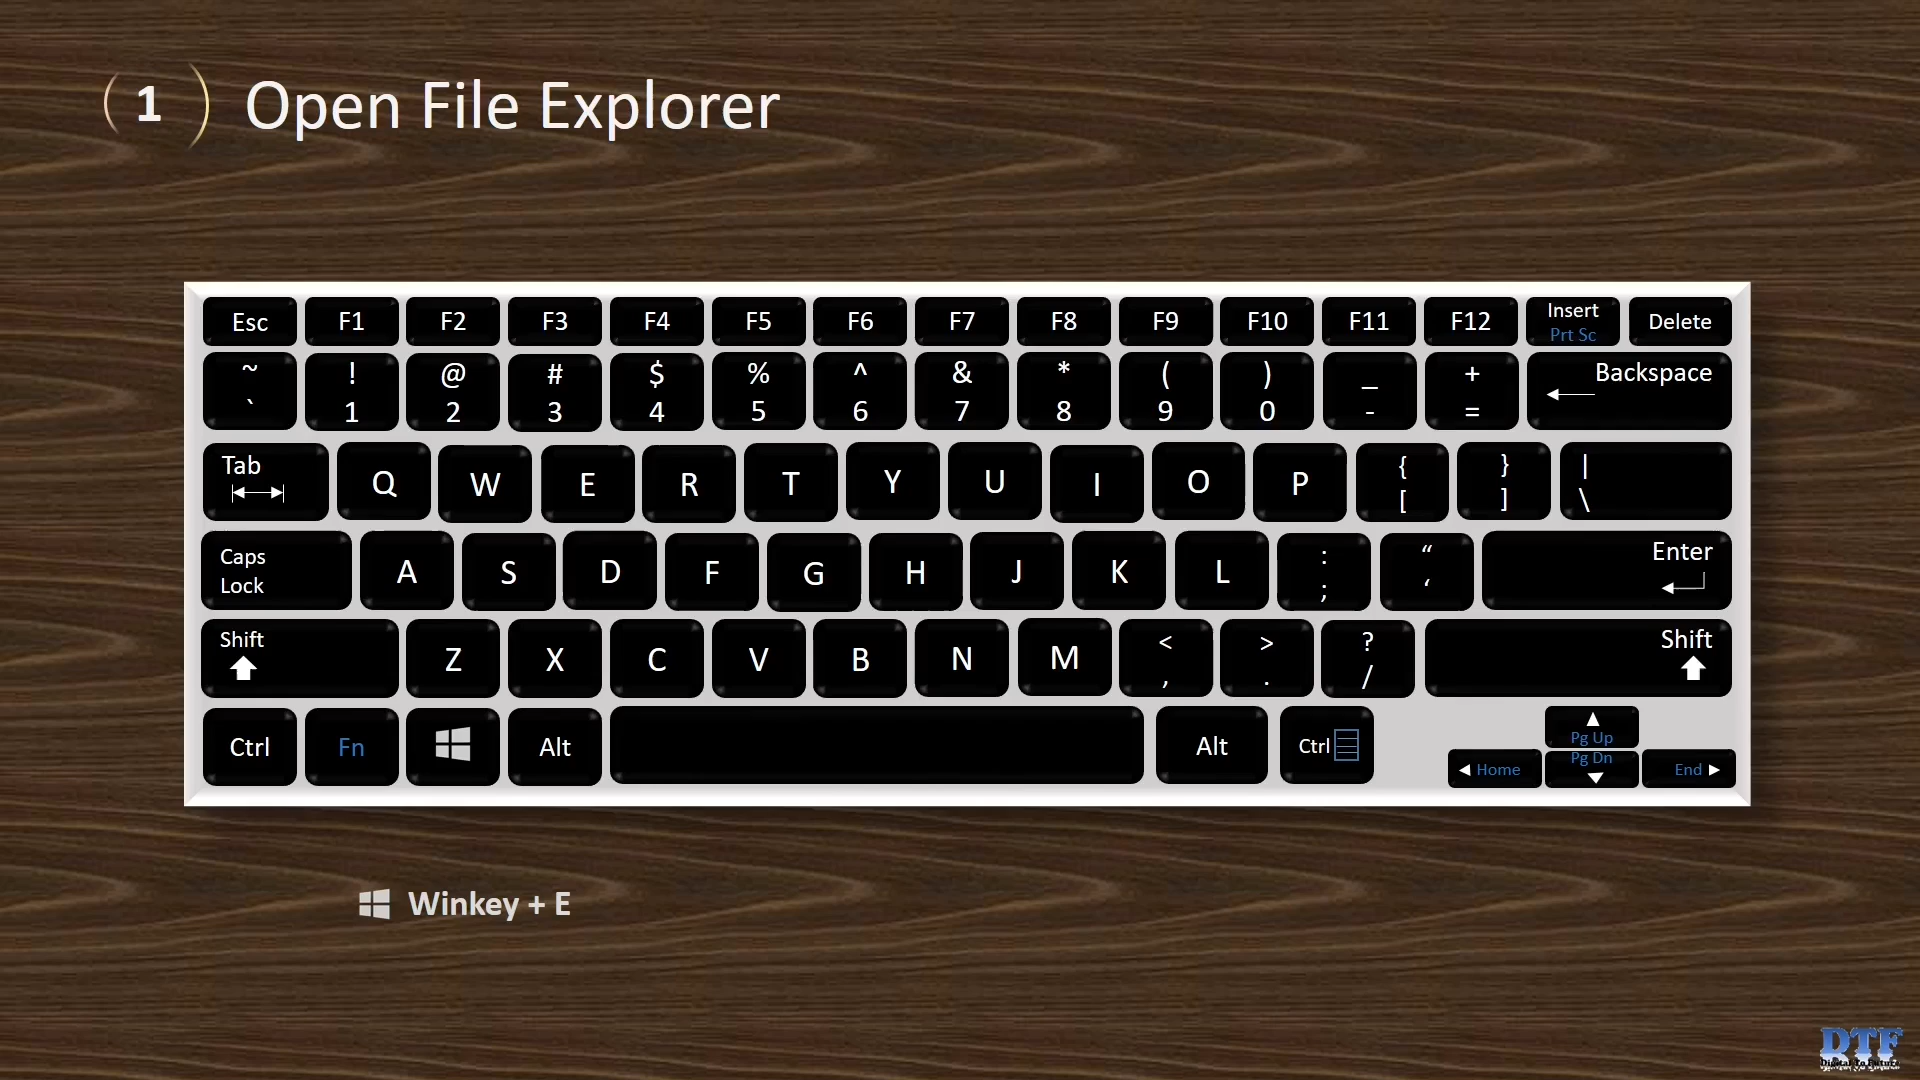 ( 1 ) Open File Explorer
Esc F1 F2 F3 F4 F5 F6 F7 F8 F9 F10 F11 F12 Insert Delete
Prt Sc
~ ! @ # $ % ^ & * ( ) _ + Backspace
` 1 2 3 4 5 6 7 8 9 0 - =
Tab Q W E R T Y U I O P { } |
[ ] \
Caps A S D F G H J K L : “ Enter
Lock ; ‘
Shift Z X C V B N M < > ? Shift
, . /
Ctrl Fn Alt Alt Ctrl
Pg Up
Home Pg Dn End
Winkey + E
DTF